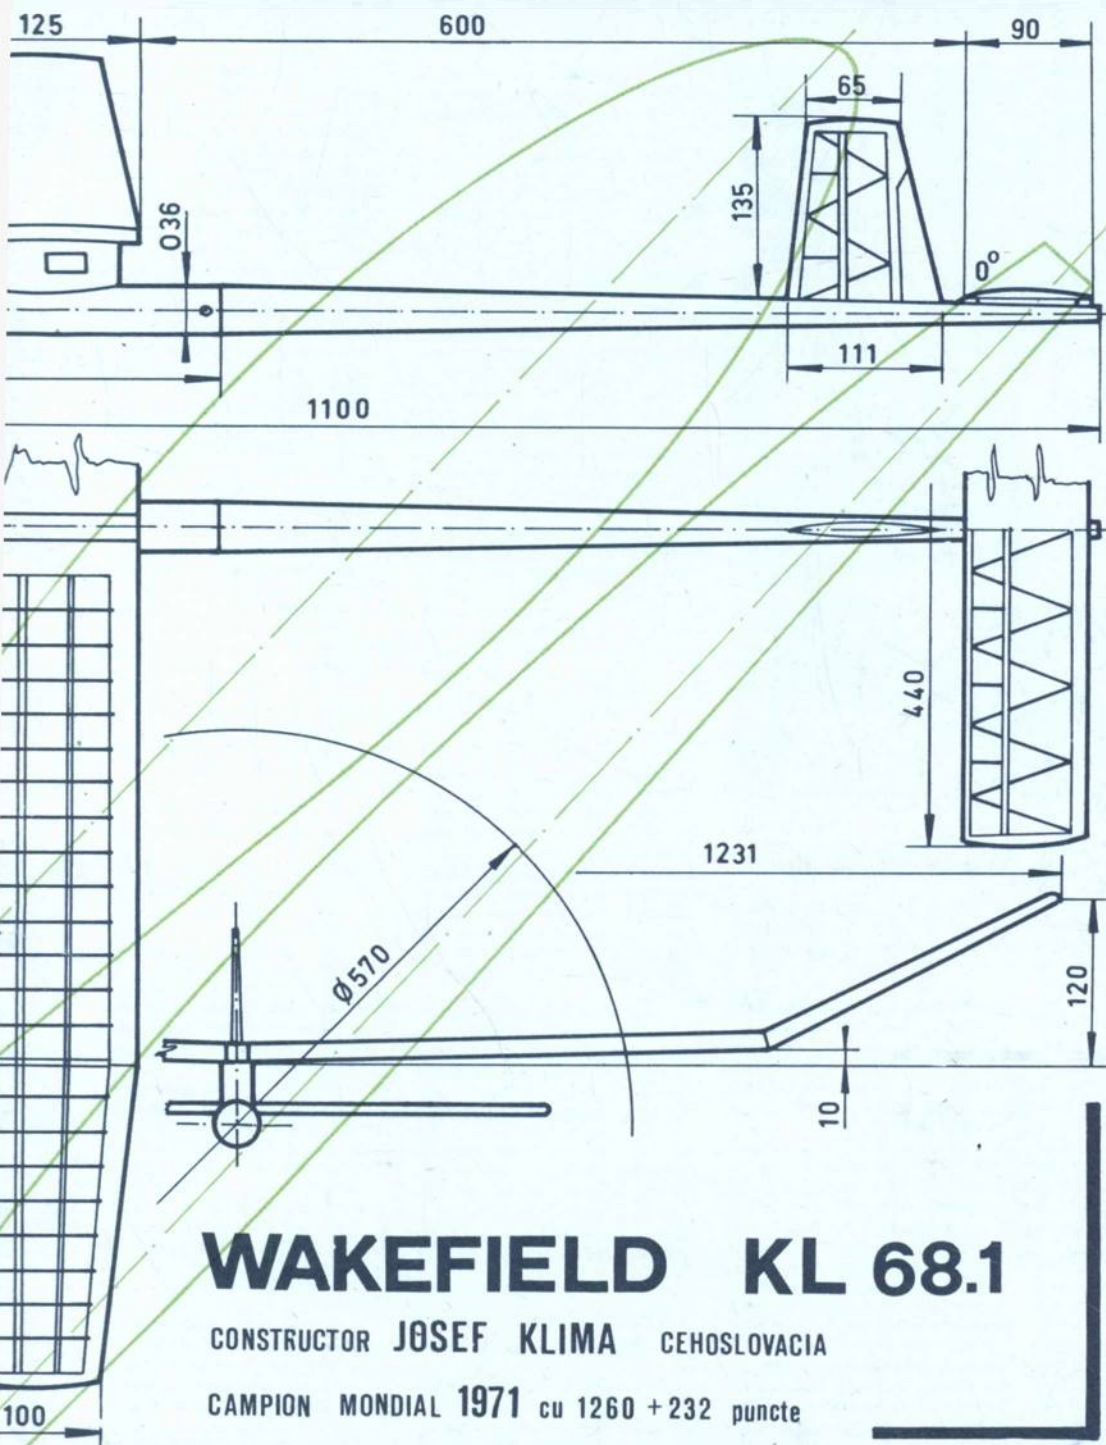 125 600 90
65
135
036
0°
111
1100
440
1231
Ø570
120
10
WAKEFIELD KL 68.1
CONSTRUCTOR JOSEF KLIMA CEHOSLOVACIA
100
CAMPION MONDIAL 1971 cu 1260 + 232 puncte